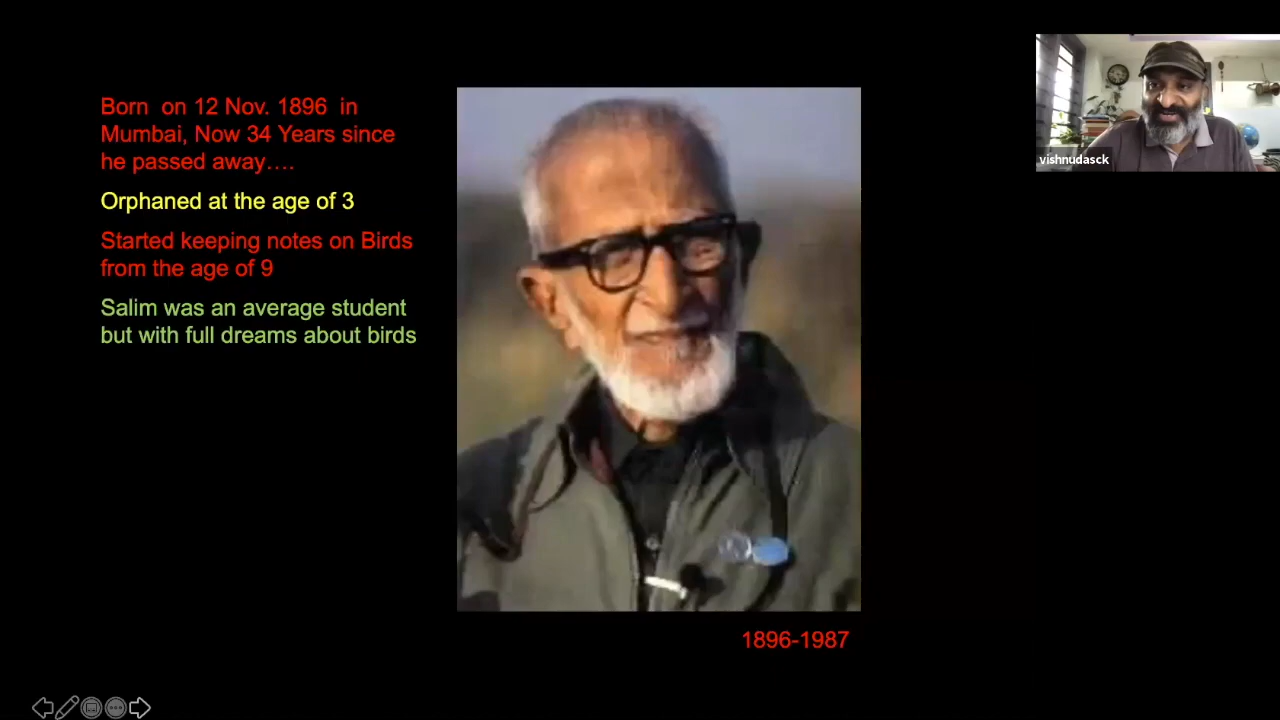 Born  on 12 Nov. 1896  in
Mumbai, Now 34 Years since
he passed away….
Orphaned at the age of 3
Started keeping notes on Birds
from the age of 9
Salim was an average student
but with full dreams about birds
vishnudasck
1896-1987